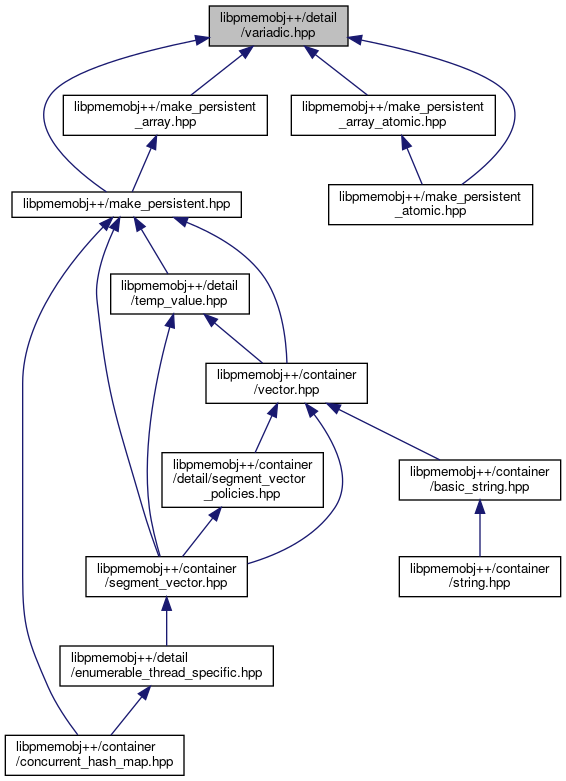 libpmemobj++/detail
/variadic.hpp
libpmemobj++/make_persistent
_array.hpp
libpmemobj++/make_persistent
_array_atomic.hpp
libpmemobj++/make_persistent.hpp
libpmemobj++/make_persistent
_atomic.hpp
libpmemobj++/detail
/temp_value.hpp
libpmemobj++/container
/vector.hpp
libpmemobj++/container
/detail/segment_vector
_policies.hpp
libpmemobj++/container
/basic_string.hpp
libpmemobj++/container
/segment_vector.hpp
libpmemobj++/container
/string.hpp
libpmemobj++/detail
/enumerable_thread_specific.hpp
libpmemobj++/container
/concurrent_hash_map.hpp